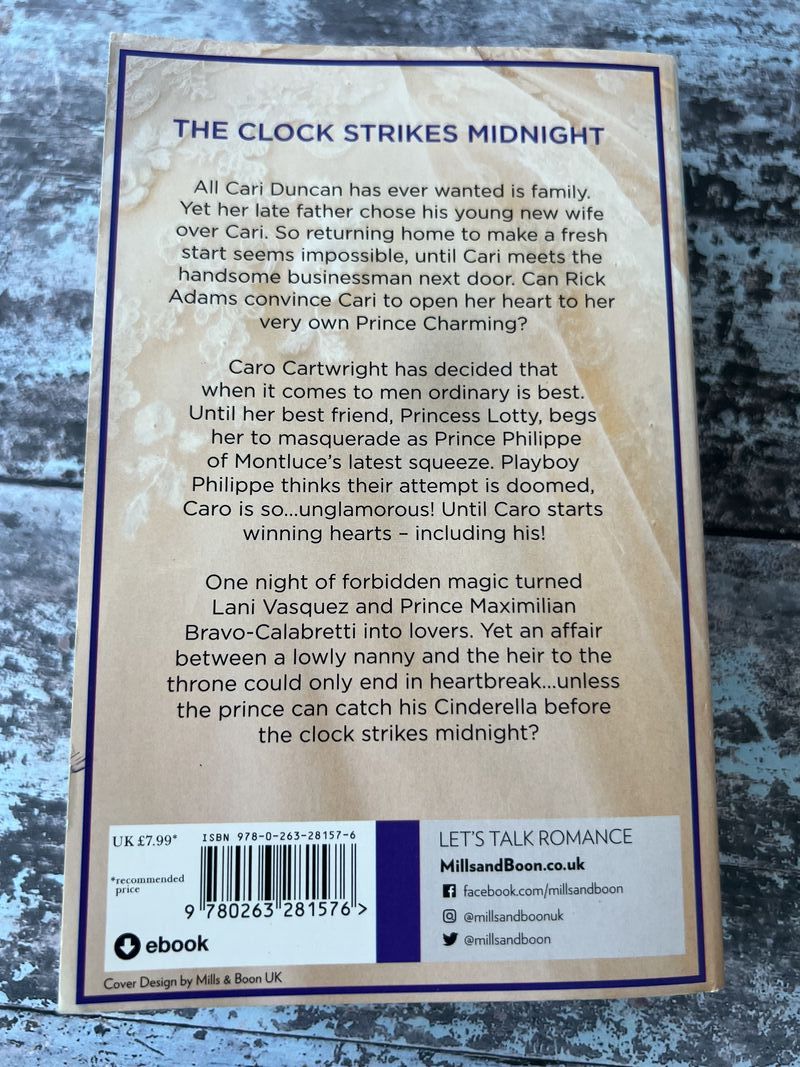 THE CLOCK STRIKES MIDNIGHT
All Cari Duncan has ever wanted is family.
Yet her late father chose his young new wife
over Cari. So returning home to make a fresh
start seems impossible, until Cari meets the
handsome businessman next door. Can Rick
Adams convince Cari to open her heart to her
very own Prince Charming?
Caro Cartwright has decided that
when it comes to men ordinary is best.
Until her best friend, Princess Lotty, begs
her to masquerade as Prince Philippe
of Montluce's latest squeeze. Playboy
Philippe thinks their attempt is doomed,
Caro is so...unglamorous! Until Caro starts
winning hearts – including his!
One night of forbidden magic turned
Lani Vasquez and Prince Maximilian
Bravo-Calabretti into lovers. Yet an affair
between a lowly nanny and the heir to the
throne could only end in heartbreak...unless
the prince can catch his Cinderella before
the clock strikes midnight?
UK £7.99*
*recommended
price
ISBN 978-0-263-28157-6
9 780263 281576 >
ebook
LET'S TALK ROMANCE
MillsandBoon.co.uk
facebook.com/millsandboon
@millsandboonuk
@millsandboon
Cover Design by Mills & Boon UK